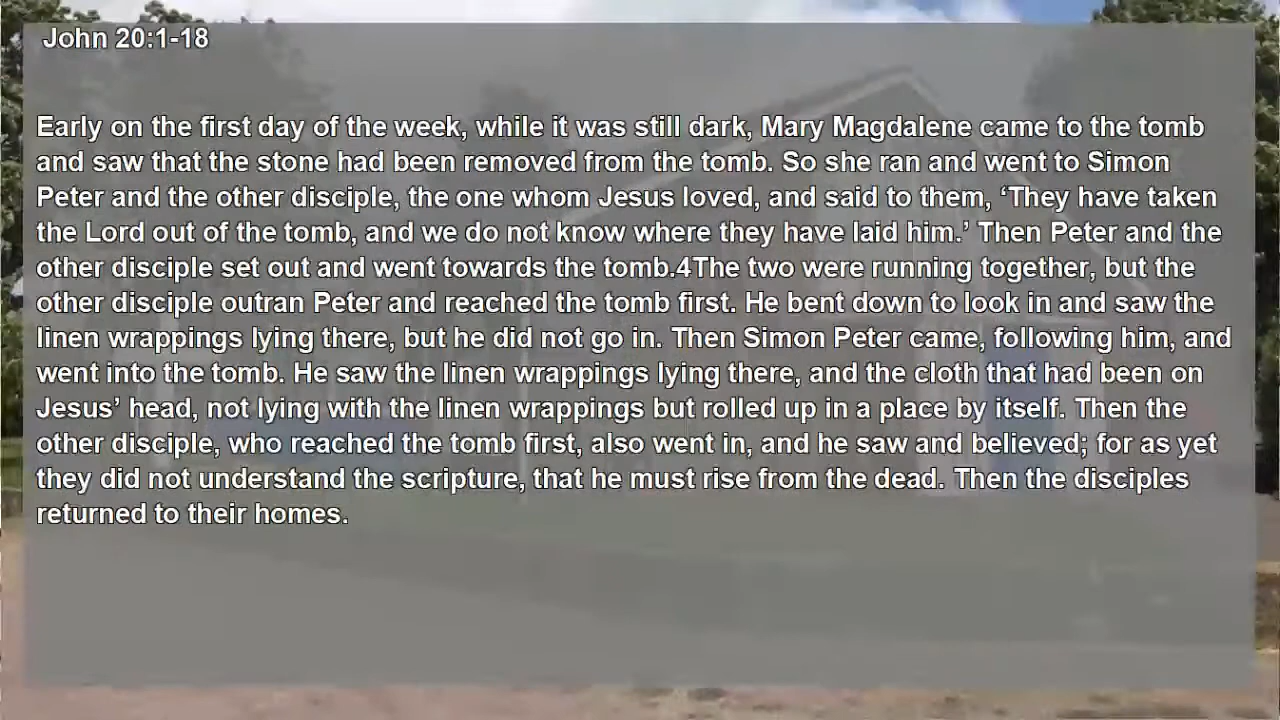 John 20:1-18
Early on the first day of the week, while it was still dark, Mary Magdalene came to the tomb
and saw that the stone had been removed from the tomb. So she ran and went to Simon
Peter and the other disciple, the one whom Jesus loved, and said to them, ‘They have taken
the Lord out of the tomb, and we do not know where they have laid him.’ Then Peter and the
other disciple set out and went towards the tomb.4The two were running together, but the
other disciple outran Peter and reached the tomb first. He bent down to look in and saw the
linen wrappings lying there, but he did not go in. Then Simon Peter came, following him, and
went into the tomb. He saw the linen wrappings lying there, and the cloth that had been on
Jesus’ head, not lying with the linen wrappings but rolled up in a place by itself. Then the
other disciple, who reached the tomb first, also went in, and he saw and believed; for as yet
they did not understand the scripture, that he must rise from the dead. Then the disciples
returned to their homes.